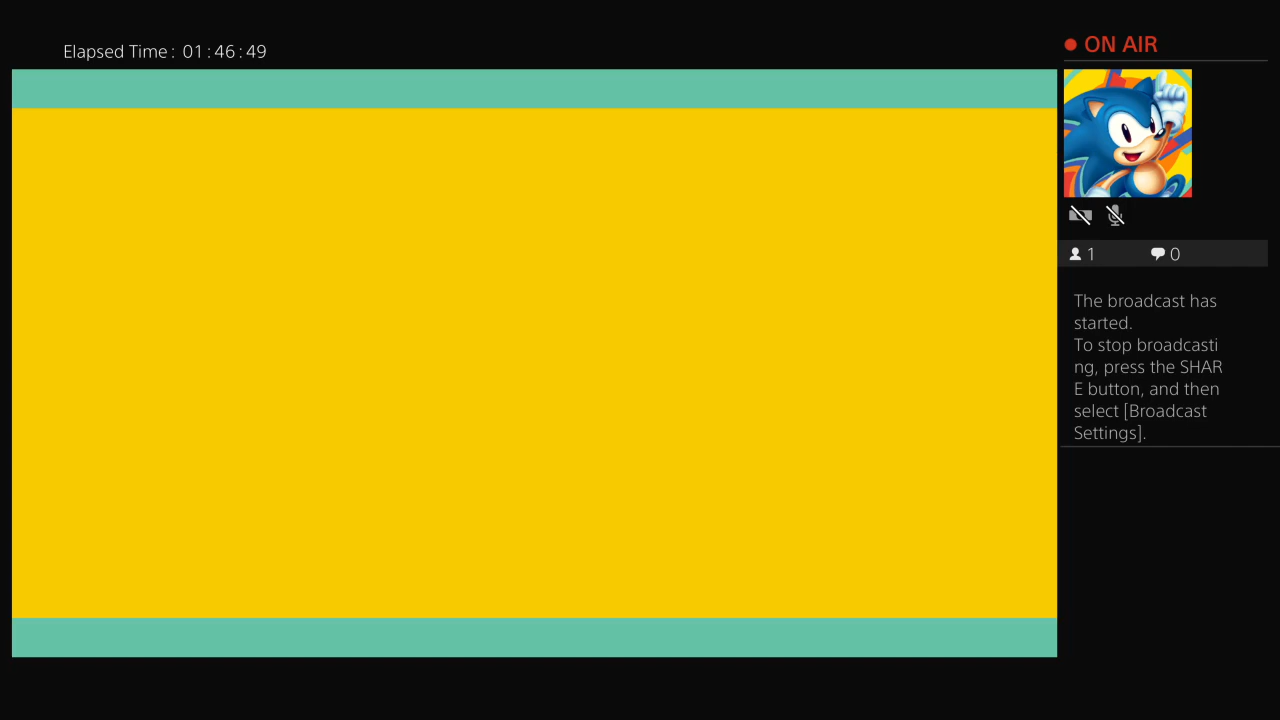 Elapsed Time: 01:46:49
ON AIR
1 0
The broadcast has
started.
To stop broadcasti
ng, press the SHAR
E button, and then
select [Broadcast
Settings].